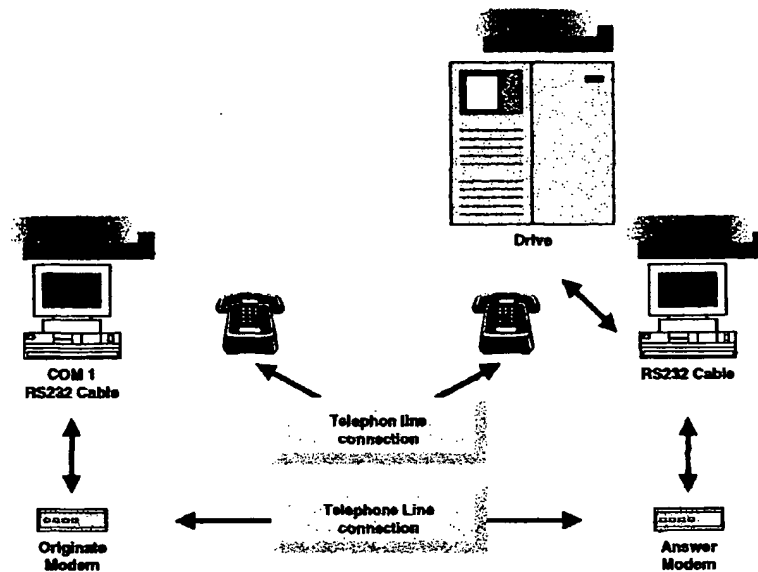 Drive
COM 1
RS232 Cable
RS232 Cable
Telephon line
connection
Telephone Line
connection
Originate
Modem
Answer
Modem